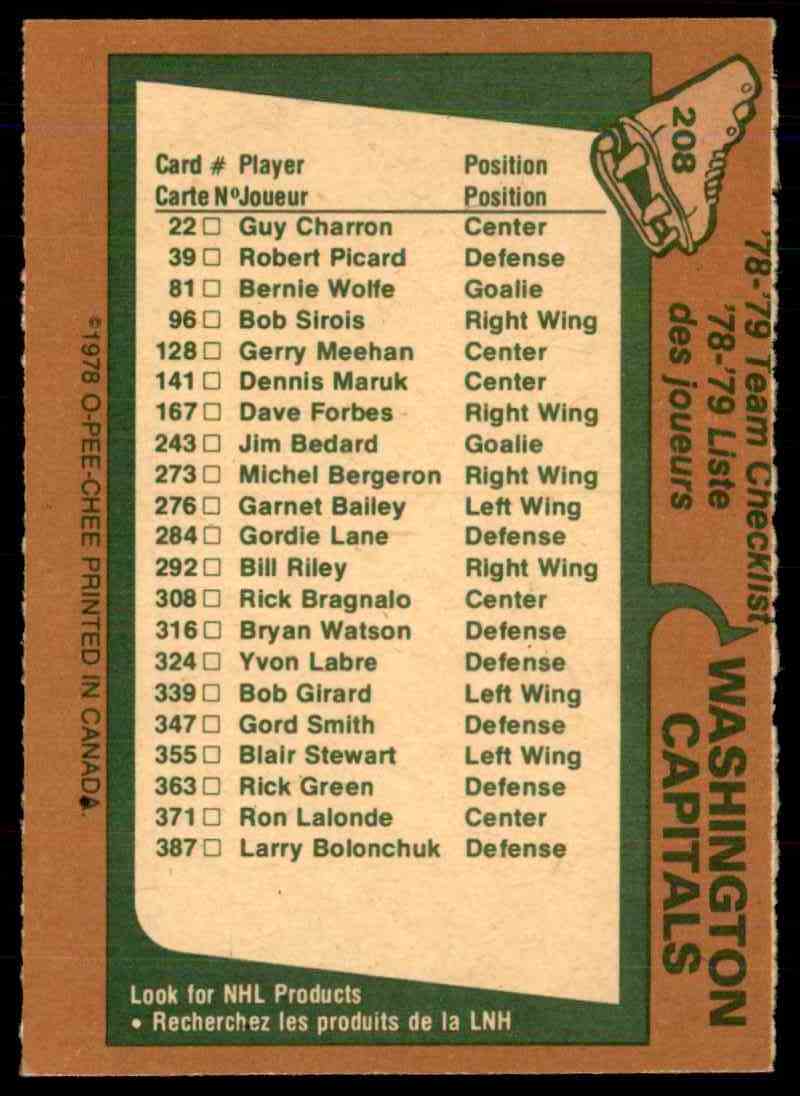 208
'78-'79 Team Checklist
'78-'79 Liste
des joueurs
WASHINGTON
CAPITALS
Card # Player Position
Carte Nº Joueur Position
22 □ Guy Charron Center
39 □ Robert Picard Defense
81 □ Bernie Wolfe Goalie
96 □ Bob Sirois Right Wing
128 □ Gerry Meehan Center
141 □ Dennis Maruk Center
167 □ Dave Forbes Right Wing
243 □ Jim Bedard Goalie
273 □ Michel Bergeron Right Wing
276 □ Garnet Bailey Left Wing
284 □ Gordie Lane Defense
292 □ Bill Riley Right Wing
308 □ Rick Bragnalo Center
316 □ Bryan Watson Defense
324 □ Yvon Labre Defense
339 □ Bob Girard Left Wing
347 □ Gord Smith Defense
355 □ Blair Stewart Left Wing
363 □ Rick Green Defense
371 □ Ron Lalonde Center
387 □ Larry Bolonchuk Defense
Look for NHL Products
• Recherchez les produits de la LNH
©1978 O-PEE-CHEE PRINTED IN CANADA.